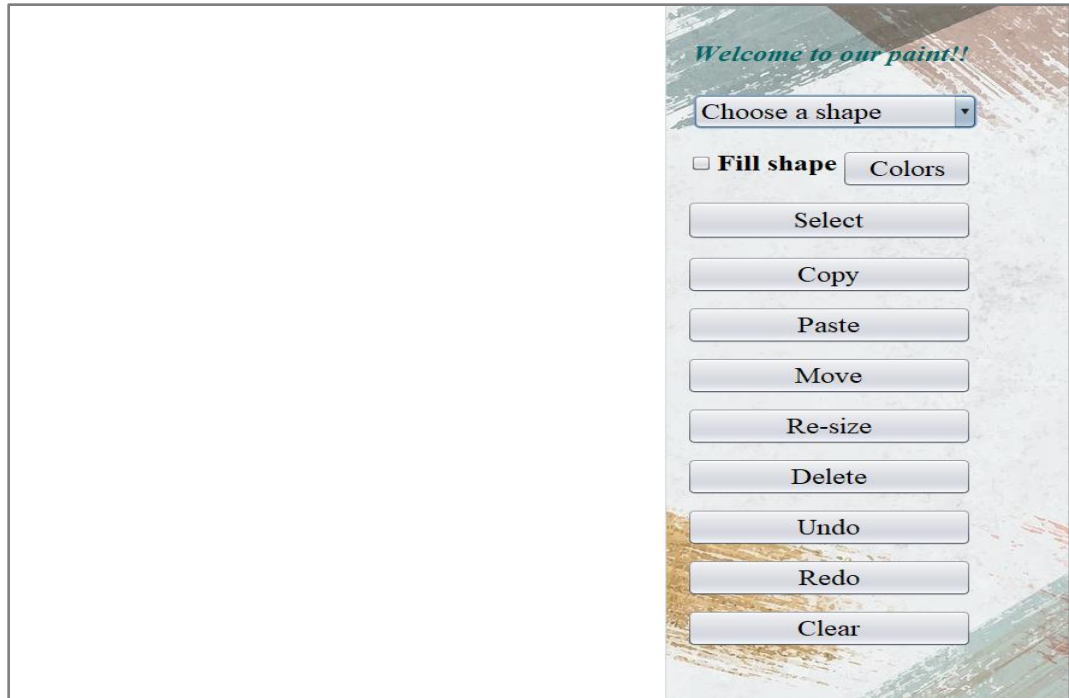 Welcome to our paint!!
Choose a shape
Fill shape Colors
Select
Copy
Paste
Move
Re-size
Delete
Undo
Redo
Clear